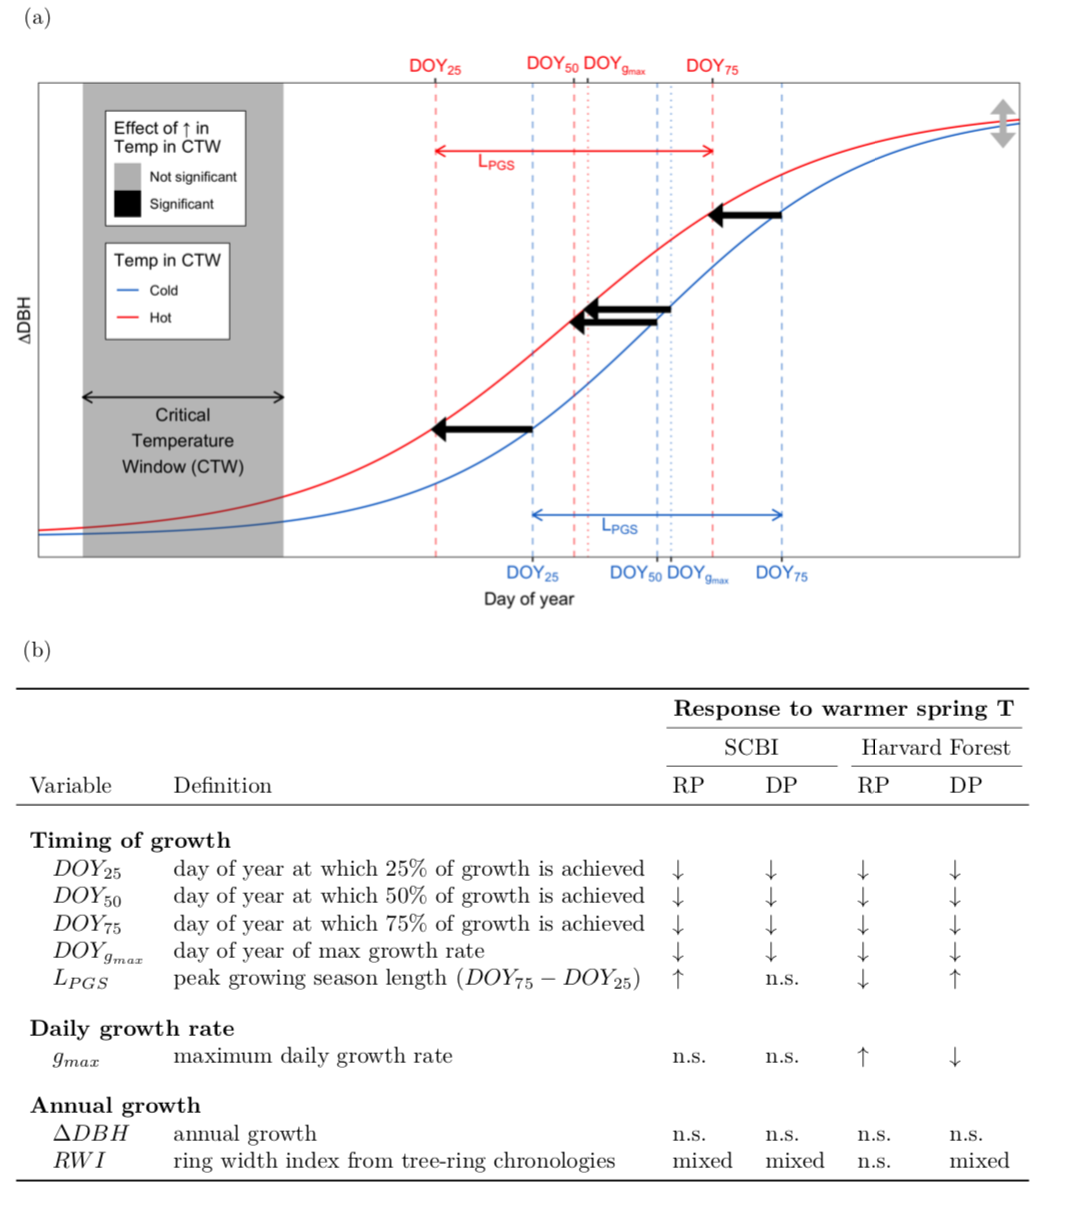 (a)
DOY25 DOY50 DOYgmax DOY75
Effect of ↑ in
Temp in CTW
Not significant
Significant
LPGS
Temp in CTW
Cold
Hot
ΔDBH
Critical
Temperature
Window (CTW)
LPGS
DOY25 DOY50 DOYgmax DOY75
Day of year
(b)
Response to warmer spring T
SCBI Harvard Forest
Variable Definition RP DP RP DP
Timing of growth
DOY25 day of year at which 25% of growth is achieved ↓ ↓ ↓ ↓
DOY50 day of year at which 50% of growth is achieved ↓ ↓ ↓ ↓
DOY75 day of year at which 75% of growth is achieved ↓ ↓ ↓ ↓
DOYgmax day of year of max growth rate ↓ ↓ ↓ ↓
LPGS peak growing season length (DOY75 − DOY25) ↑ n.s. ↓ ↑
Daily growth rate
gmax maximum daily growth rate n.s. n.s. ↑ ↓
Annual growth
ΔDBH annual growth n.s. n.s. n.s. n.s.
RWI ring width index from tree-ring chronologies mixed mixed n.s. mixed